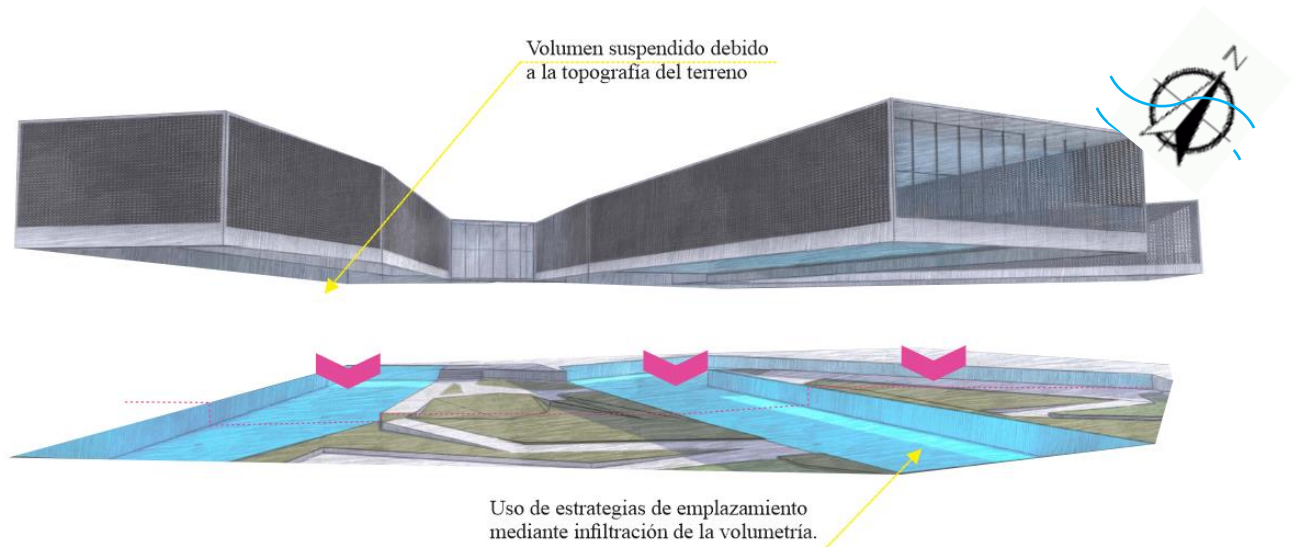 Volumen suspendido debido
a la topografía del terreno
N
Uso de estrategias de emplazamiento
mediante infiltración de la volumetría.